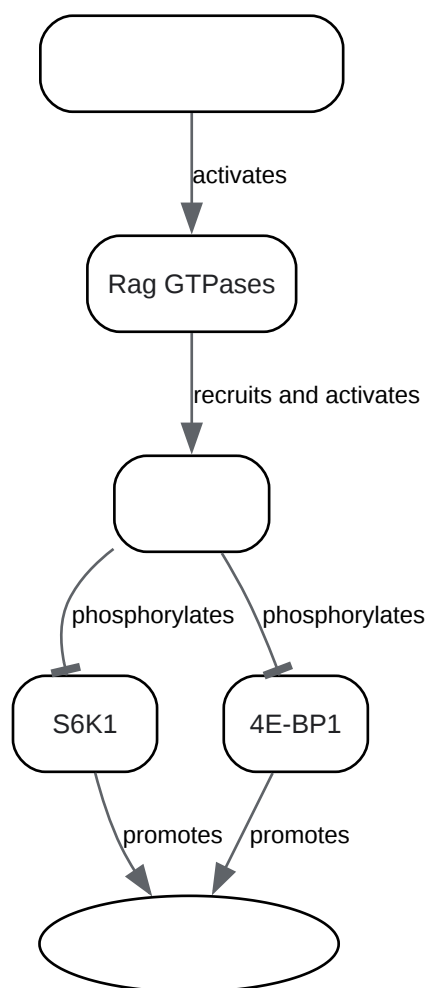 activates
Rag GTPases
recruits and activates
phosphorylates
phosphorylates
S6K1
4E-BP1
promotes
promotes